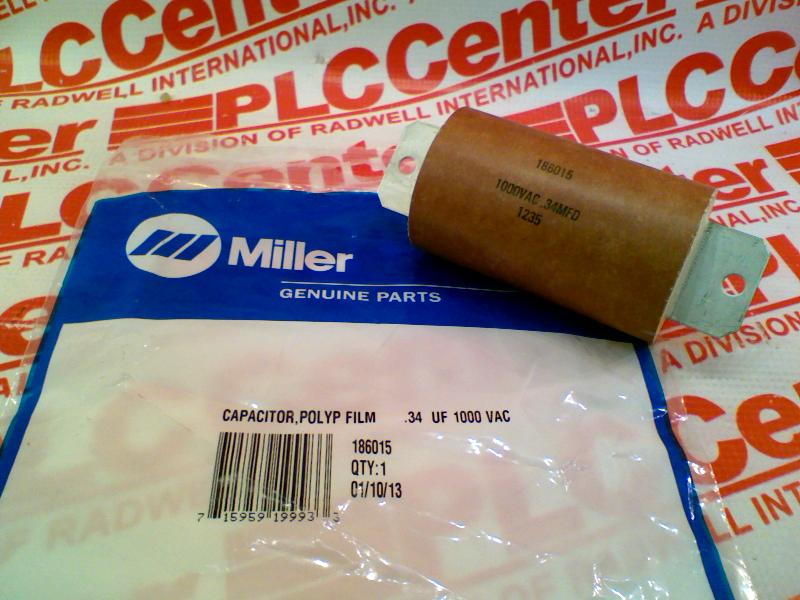 PLCCenter
A DIVISION OF RADWELL INTERNATIONAL, INC.
PLCCenter
A DIVISION OF RADWELL INTERNATIONAL, INC.
186015
1000VAC .34MFD
1235
Miller
GENUINE PARTS
CAPACITOR,POLYP FILM .34 UF 1000 VAC
186015
QTY:1
01/10/13
7 15959 19993 3